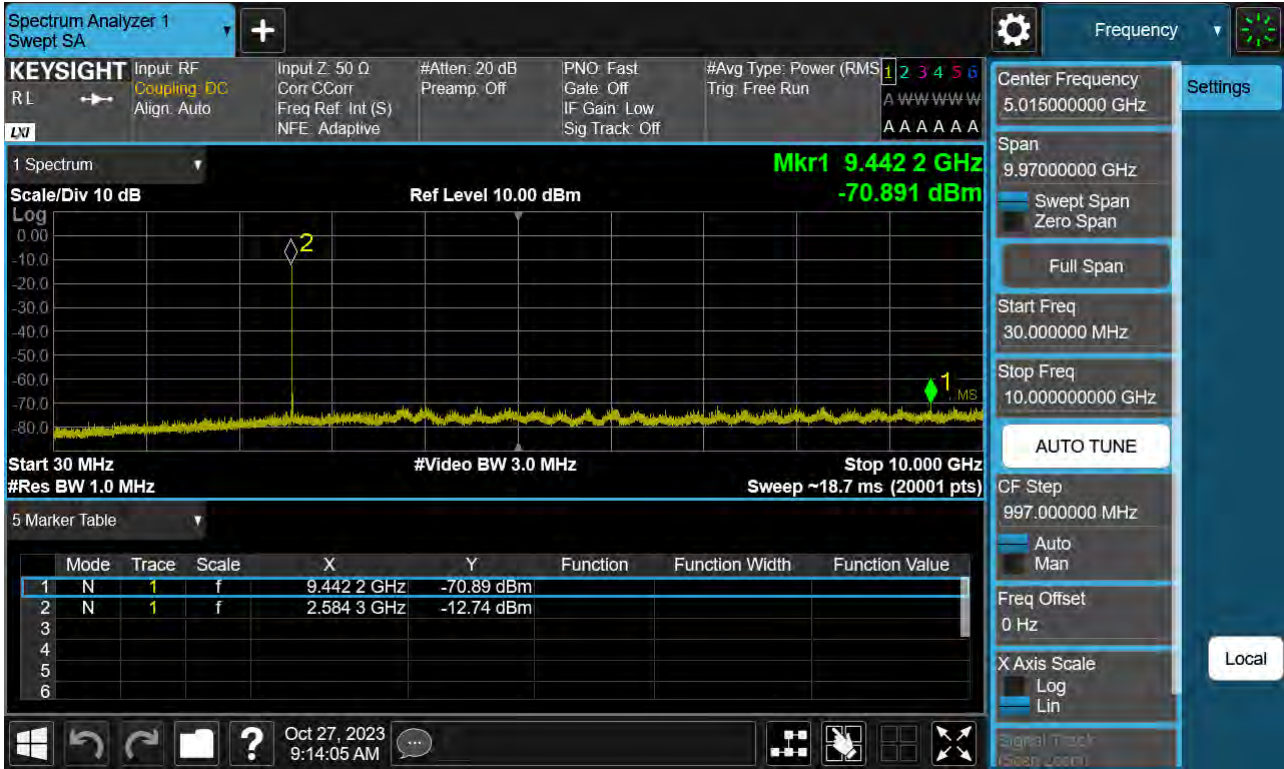 Spectrum Analyzer 1
Swept SA
+
Frequency
KEYSIGHT
R L
LXI
Input: RF
Coupling: DC
Align: Auto
Input Z: 50 Ω
Corr CCorr
Freq Ref: Int (S)
NFE: Adaptive
#Atten: 20 dB
Preamp: Off
PNO: Fast
Gate: Off
IF Gain: Low
Sig Track: Off
#Avg Type: Power (RMS
Trig: Free Run
1 2 3 4 5 6
A W W W W W
A A A A A A
Center Frequency
5.015000000 GHz
Settings
1 Spectrum
Mkr1 9.442 2 GHz
Scale/Div 10 dB
Ref Level 10.00 dBm
-70.891 dBm
Log
0.00
-10.0
-20.0
-30.0
-40.0
-50.0
-60.0
-70.0
-80.0
2
1
MS
Start 30 MHz
#Video BW 3.0 MHz
Stop 10.000 GHz
#Res BW 1.0 MHz
Sweep ~18.7 ms (20001 pts)
Span
9.97000000 GHz
Swept Span
Zero Span
Full Span
Start Freq
30.000000 MHz
Stop Freq
10.000000000 GHz
AUTO TUNE
CF Step
997.000000 MHz
Auto
Man
Freq Offset
0 Hz
X Axis Scale
Log
Lin
Signal Track
(Span Zoom)
Local
5 Marker Table
Mode Trace Scale X Y Function Function Width Function Value
1 N 1 f 9.442 2 GHz -70.89 dBm
2 N 1 f 2.584 3 GHz -12.74 dBm
3
4
5
6
?
Oct 27, 2023
9:14:05 AM